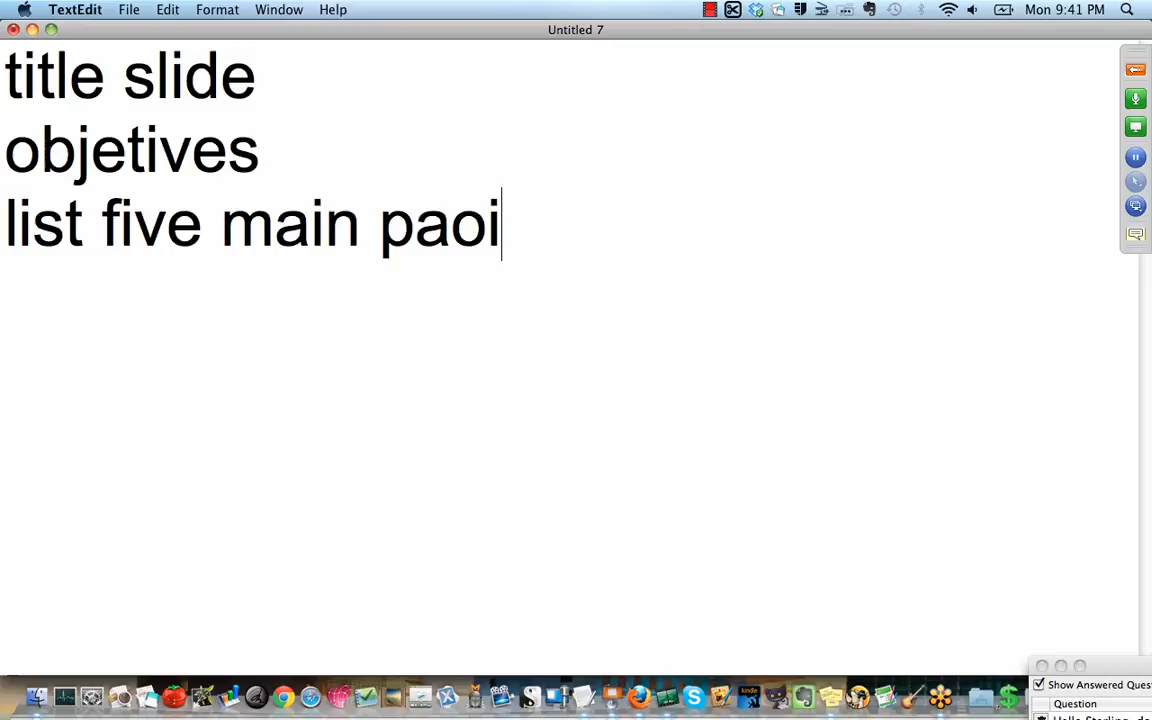 TextEdit File Edit Format Window Help Mon 9:41 PM
Untitled 7
title slide
objetives
list five main paoi
Show Answered Ques
Question